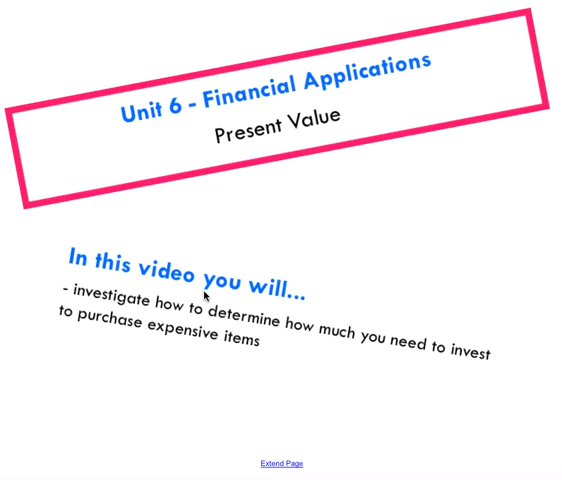 Unit 6 - Financial Applications
Present Value
In this video you will...
- investigate how to determine how much you need to invest
to purchase expensive items
Extend Page